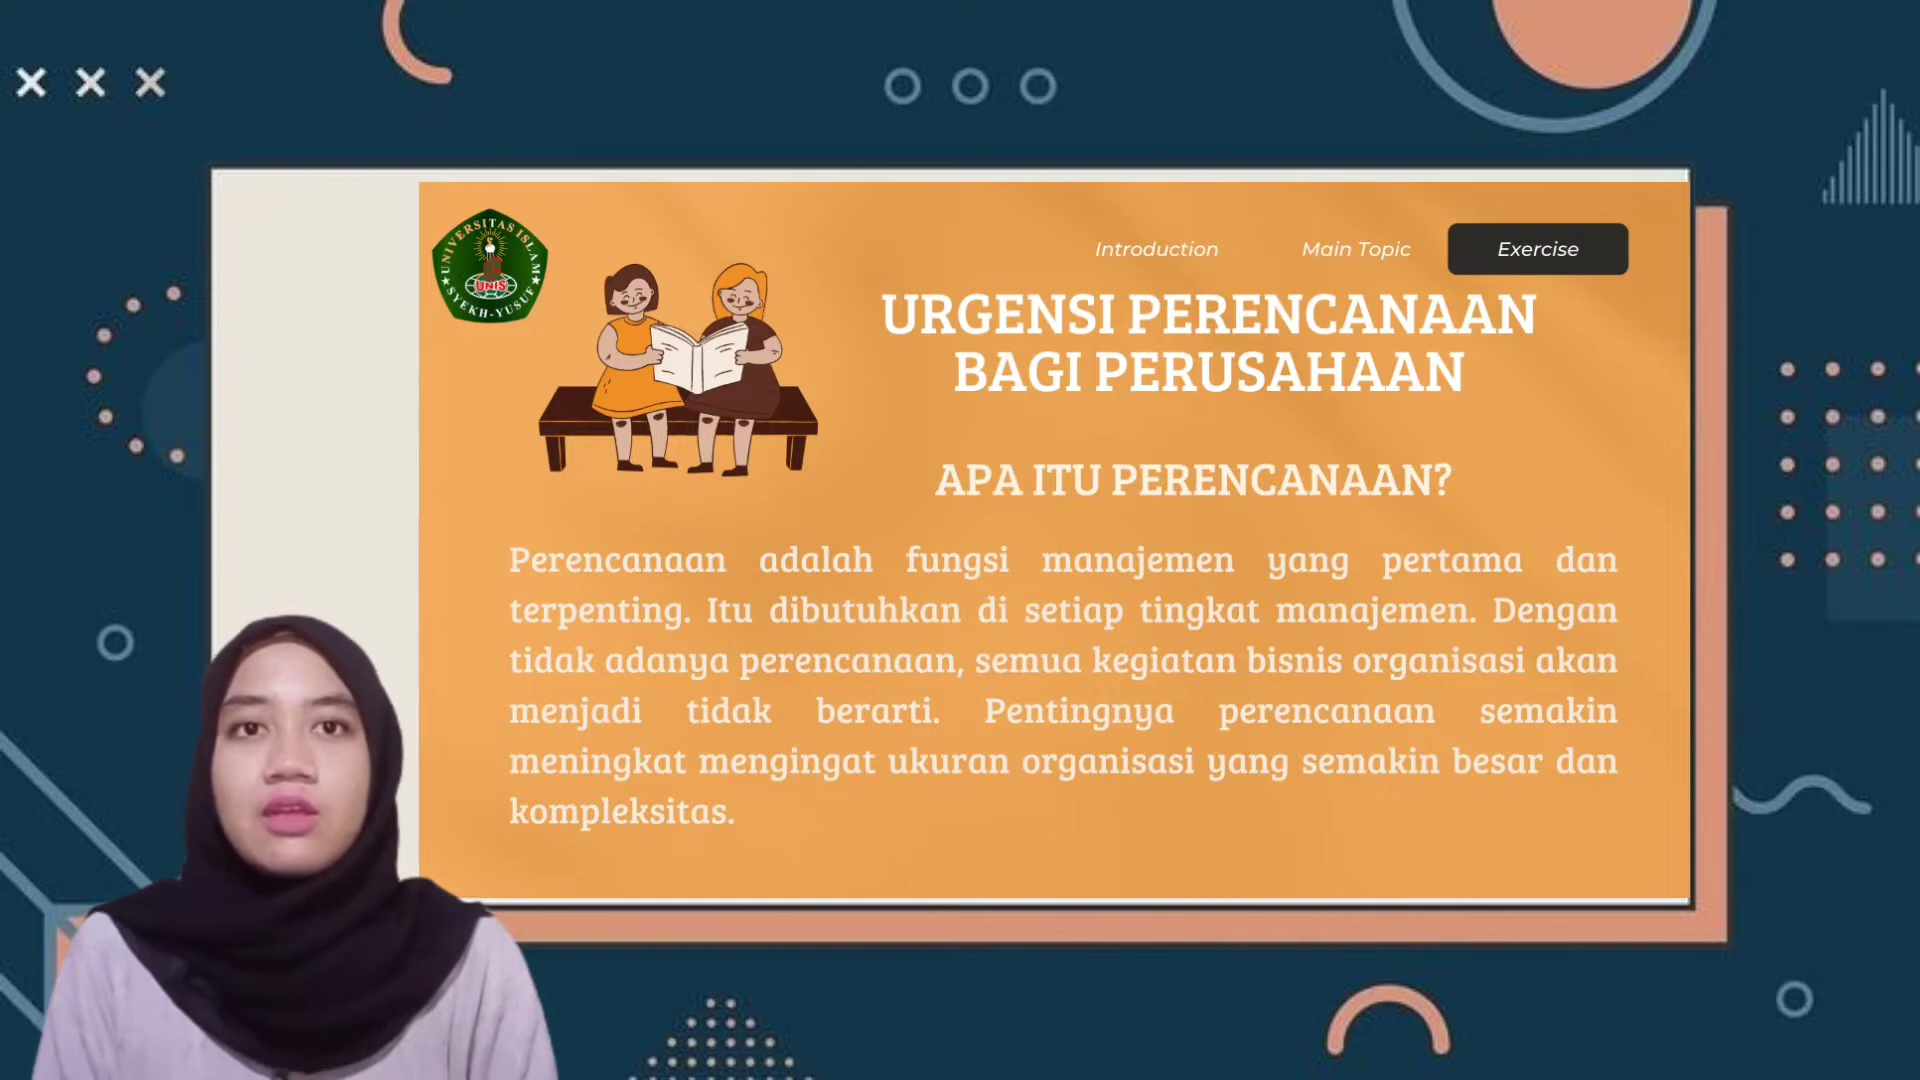 UNIVERSITAS ISLAM
UNIS
SYEKH-YUSUF
Introduction
Main Topic
Exercise
URGENSI PERENCANAAN
BAGI PERUSAHAAN
APA ITU PERENCANAAN?
Perencanaan adalah fungsi manajemen yang pertama dan
terpenting. Itu dibutuhkan di setiap tingkat manajemen. Dengan
tidak adanya perencanaan, semua kegiatan bisnis organisasi akan
menjadi tidak berarti. Pentingnya perencanaan semakin
meningkat mengingat ukuran organisasi yang semakin besar dan
kompleksitas.